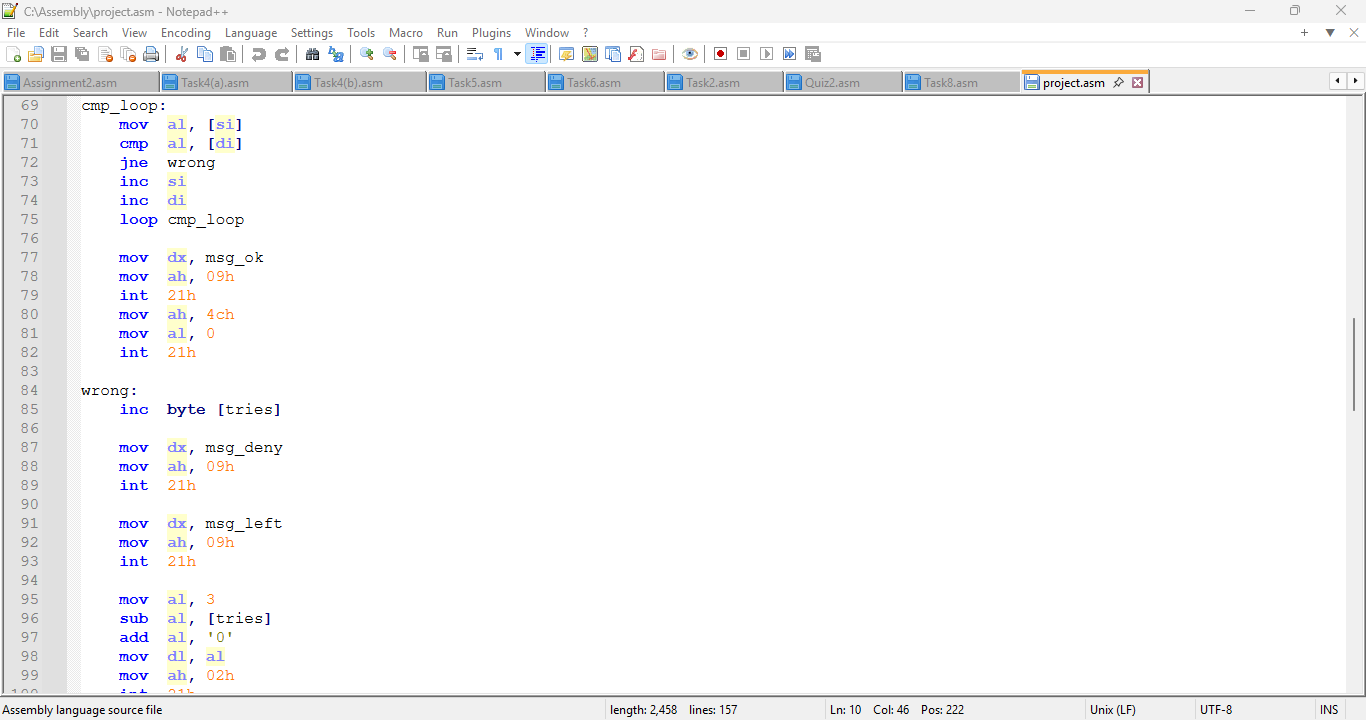 C:\Assembly\project.asm - Notepad++
File Edit Search View Encoding Language Settings Tools Macro Run Plugins Window ?
Assignment2.asm Task4(a).asm Task4(b).asm Task5.asm Task6.asm Task2.asm Quiz2.asm Task8.asm project.asm
69 cmp_loop:
70 mov al, [si]
71 cmp al, [di]
72 jne wrong
73 inc si
74 inc di
75 loop cmp_loop
76
77 mov dx, msg_ok
78 mov ah, 09h
79 int 21h
80 mov ah, 4ch
81 mov al, 0
82 int 21h
83
84 wrong:
85 inc byte [tries]
86
87 mov dx, msg_deny
88 mov ah, 09h
89 int 21h
90
91 mov dx, msg_left
92 mov ah, 09h
93 int 21h
94
95 mov al, 3
96 sub al, [tries]
97 add al, '0'
98 mov dl, al
99 mov ah, 02h
100 int 21h
Assembly language source file length: 2,458 lines: 157 Ln: 10 Col: 46 Pos: 222 Unix (LF) UTF-8 INS